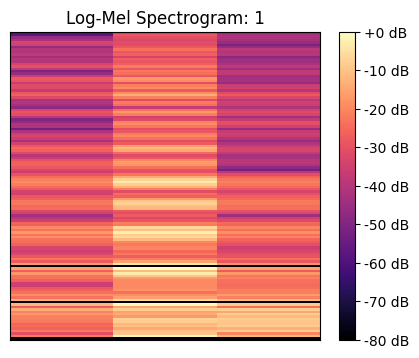 Log-Mel Spectrogram: 1
+0 dB
-10 dB
-20 dB
-30 dB
-40 dB
-50 dB
-60 dB
-70 dB
-80 dB